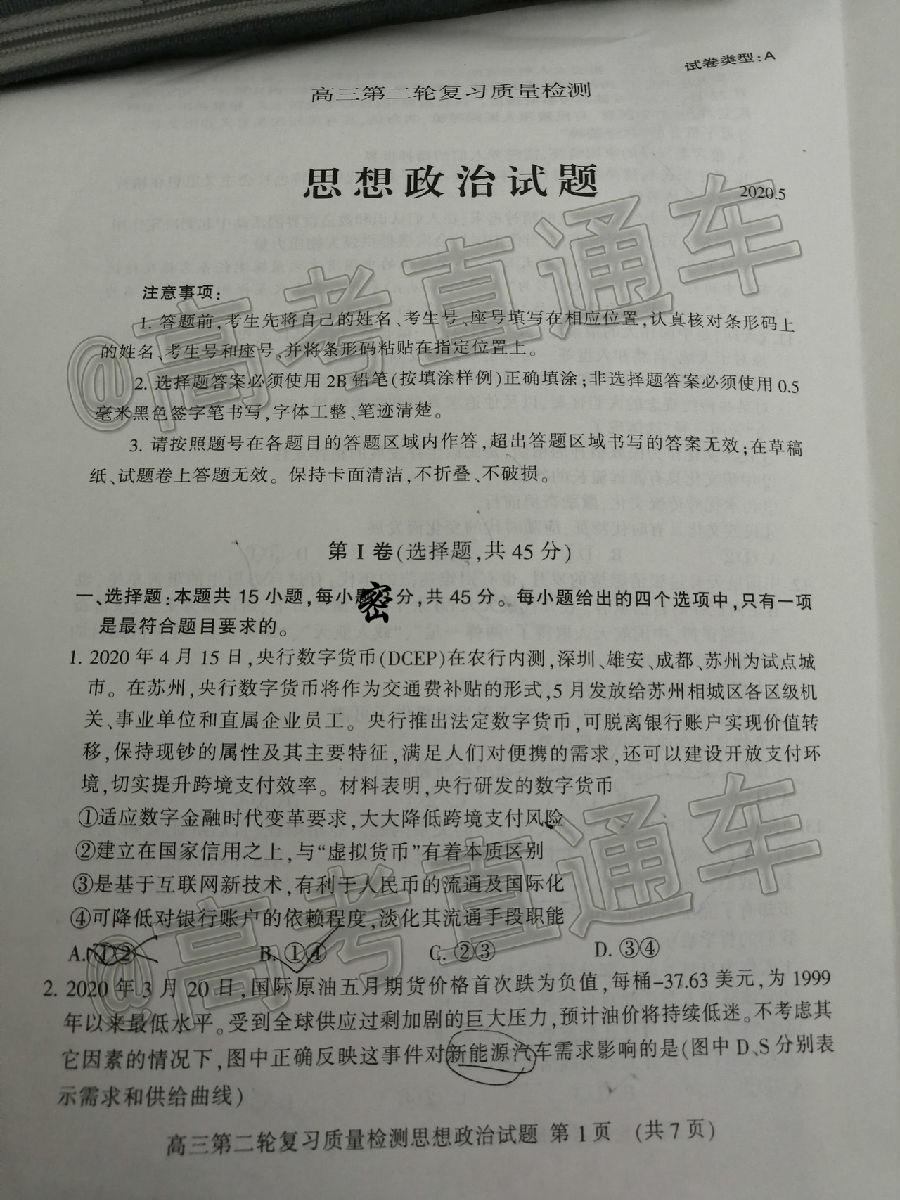 试卷类型:A
高三第二轮复习质量检测
思想政治试题
2020.5
注意事项:
1. 答题前,考生先将自己的姓名、考生号、座号填写在相应位置,认真核对条形码上
的姓名、考生号和座号,并将条形码粘贴在指定位置上。
2. 选择题答案必须使用2B铅笔(按填涂样例)正确填涂;非选择题答案必须使用0.5
毫米黑色签字笔书写,字体工整、笔迹清楚。
3. 请按照题号在各题目的答题区域内作答,超出答题区域书写的答案无效;在草稿
纸、试题卷上答题无效。保持卡面清洁,不折叠、不破损。
第Ⅰ卷(选择题,共45分)
一、选择题:本题共15小题,每小题密分,共45分。每小题给出的四个选项中,只有一项
是最符合题目要求的。
1. 2020年4月15日,央行数字货币(DCEP)在农行内测,深圳、雄安、成都、苏州为试点城
市。在苏州,央行数字货币将作为交通费补贴的形式,5月发放给苏州相城区各区级机
关、事业单位和直属企业员工。央行推出法定数字货币,可脱离银行账户实现价值转
移,保持现钞的属性及其主要特征,满足人们对便携的需求,还可以建设开放支付环
境,切实提升跨境支付效率。材料表明,央行研发的数字货币
①适应数字金融时代变革要求,大大降低跨境支付风险
②建立在国家信用之上,与“虚拟货币”有着本质区别
③是基于互联网新技术,有利于人民币的流通及国际化
④可降低对银行账户的依赖程度,淡化其流通手段职能
A.①② B.①④ C.②③ D.③④
2. 2020年3月20日,国际原油五月期货价格首次跌为负值,每桶-37.63美元,为1999
年以来最低水平。受到全球供应过剩加剧的巨大压力,预计油价将持续低迷。不考虑其
它因素的情况下,图中正确反映这事件对新能源汽车需求影响的是(图中D、S分别表
示需求和供给曲线)
高三第二轮复习质量检测思想政治试题 第1页 (共7页)
@高考直通车
@高考直通车